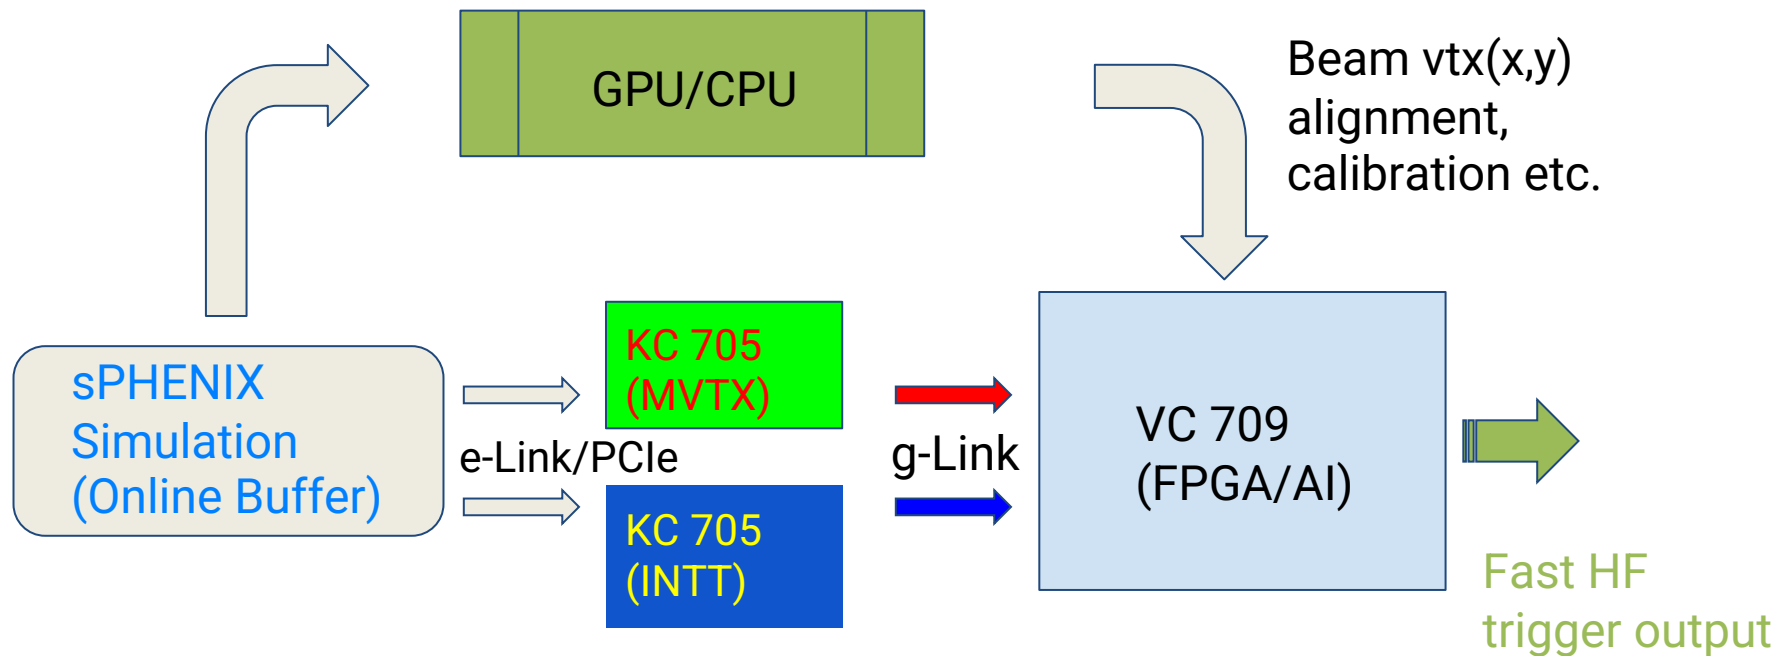 GPU/CPU
Beam vtx(x,y)
alignment,
calibration etc.
sPHENIX
Simulation
(Online Buffer)
e-Link/PCIe
KC 705
(MVTX)
KC 705
(INTT)
g-Link
VC 709
(FPGA/AI)
Fast HF
trigger output